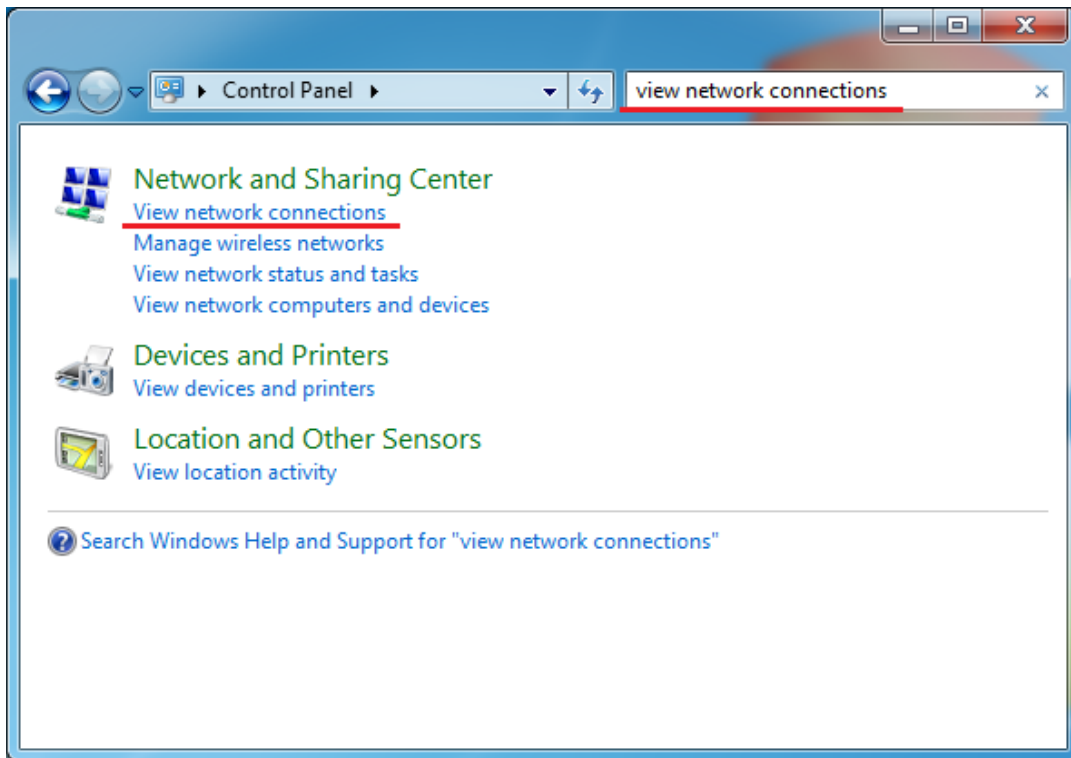 Control Panel
view network connections
Network and Sharing Center
View network connections
Manage wireless networks
View network status and tasks
View network computers and devices
Devices and Printers
View devices and printers
Location and Other Sensors
View location activity
Search Windows Help and Support for "view network connections"